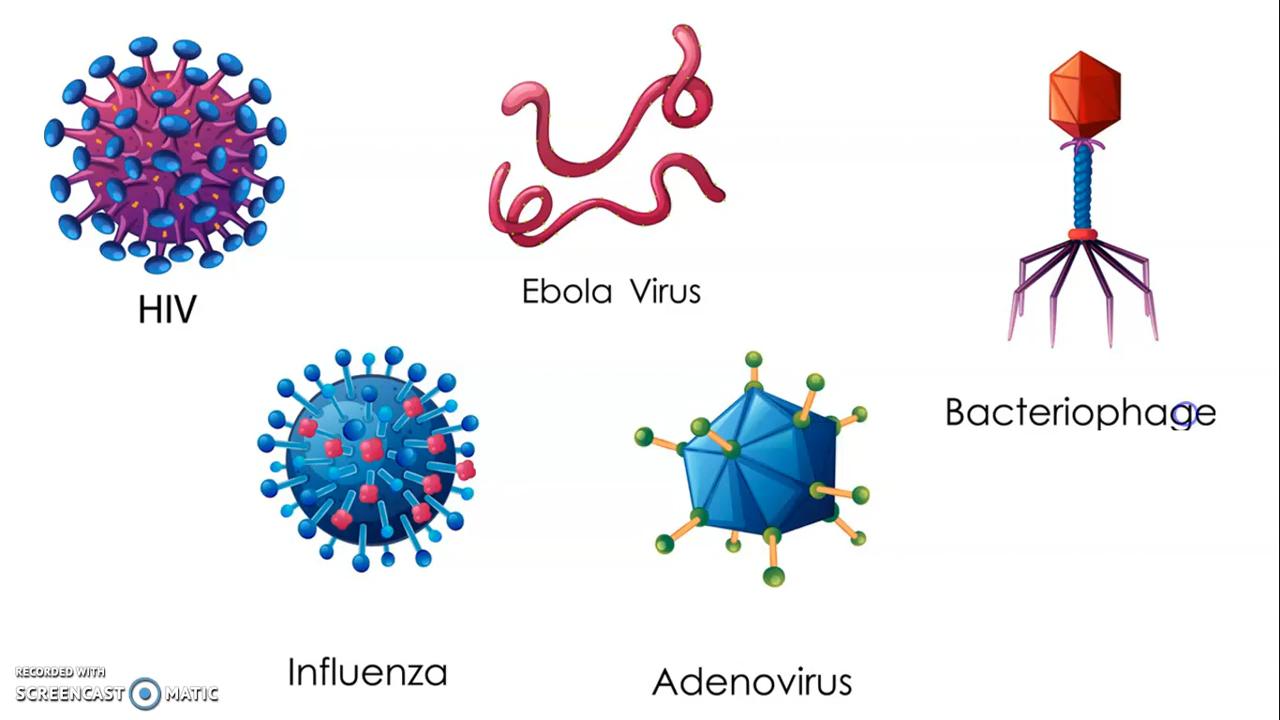 HIV
Ebola Virus
Bacteriophage
Influenza
Adenovirus
RECORDED WITH
SCREENCAST MATIC